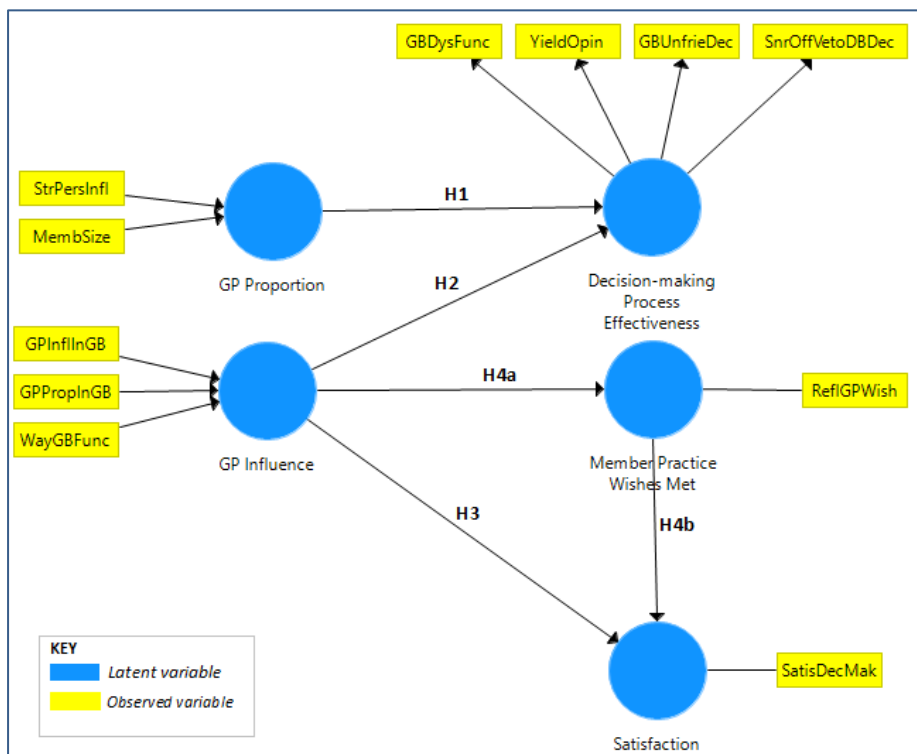 GBDysFunc
YieldOpin
GBUnfrieDec
SnrOffVetoDBDec
StrPersInfl
MembSize
H1
GP Proportion
Decision-making
Process
Effectiveness
H2
GPInflInGB
GPPropInGB
WayGBFunc
H4a
ReflGPWish
GP Influence
Member Practice
Wishes Met
H3
H4b
KEY
Latent variable
Observed variable
SatisDecMak
Satisfaction